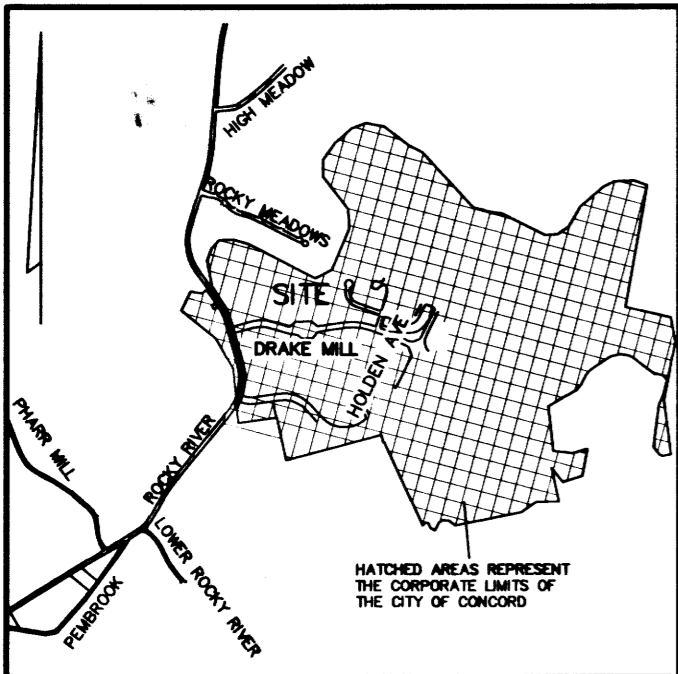 HIGH MEADOW
ROCKY MEADOWS
SITE
DRAKE MILL
HOLDEN AVE
PHARR MILL
ROCKY RIVER
LOWER ROCKY RIVER
PEMBROOK
HATCHED AREAS REPRESENT
THE CORPORATE LIMITS OF
THE CITY OF CONCORD